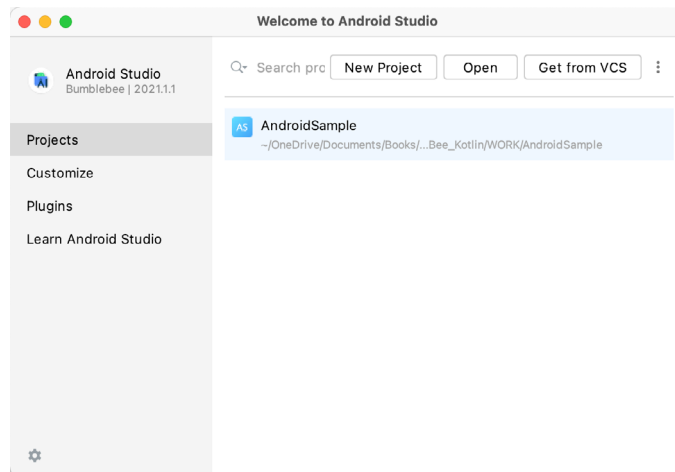 Welcome to Android Studio
Android Studio
Bumblebee | 2021.1.1
Projects
Customize
Plugins
Learn Android Studio
Search pro
New Project
Open
Get from VCS
AS
AndroidSample
~/OneDrive/Documents/Books/...Bee_Kotlin/WORK/AndroidSample